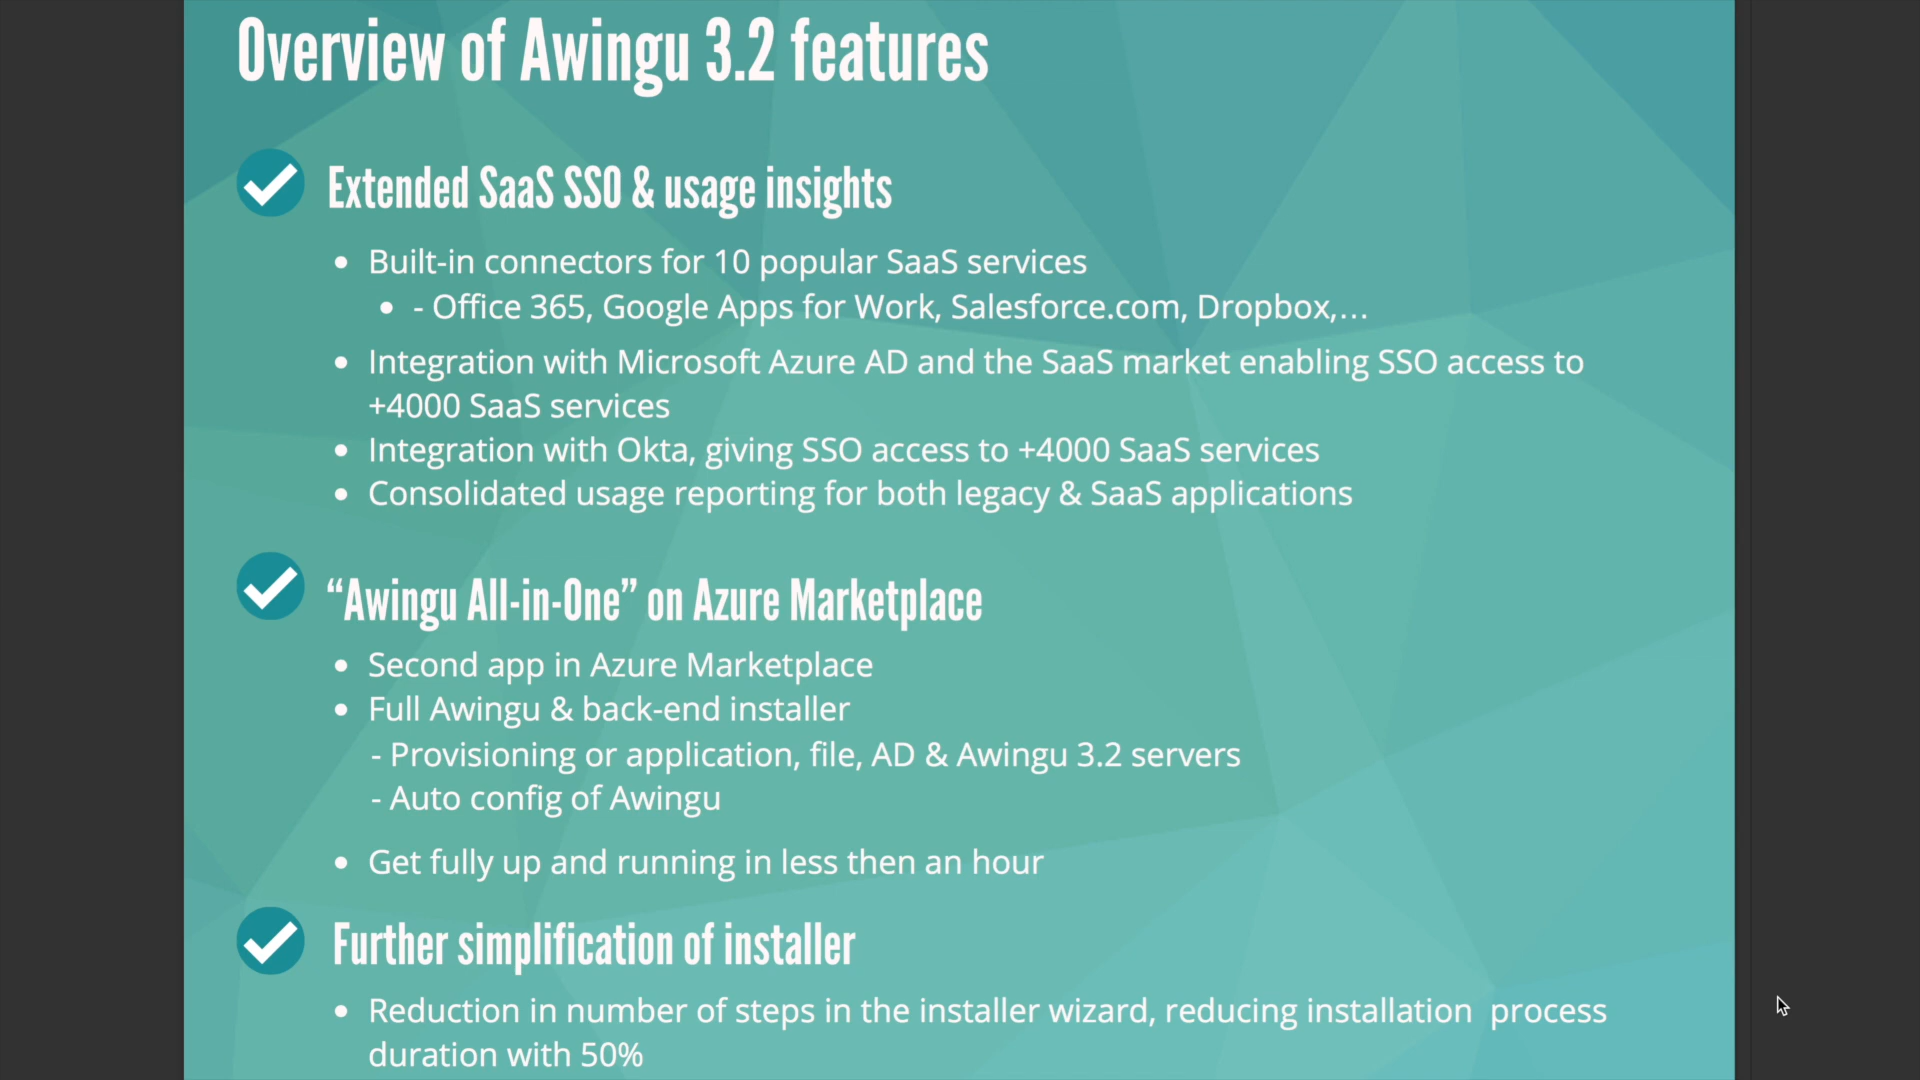 Overview of Awingu 3.2 features
Extended SaaS SSO & usage insights
• Built-in connectors for 10 popular SaaS services
• - Office 365, Google Apps for Work, Salesforce.com, Dropbox,…
• Integration with Microsoft Azure AD and the SaaS market enabling SSO access to
+4000 SaaS services
• Integration with Okta, giving SSO access to +4000 SaaS services
• Consolidated usage reporting for both legacy & SaaS applications
“Awingu All-in-One” on Azure Marketplace
• Second app in Azure Marketplace
• Full Awingu & back-end installer
- Provisioning or application, file, AD & Awingu 3.2 servers
- Auto config of Awingu
• Get fully up and running in less then an hour
Further simplification of installer
• Reduction in number of steps in the installer wizard, reducing installation  process
duration with 50%